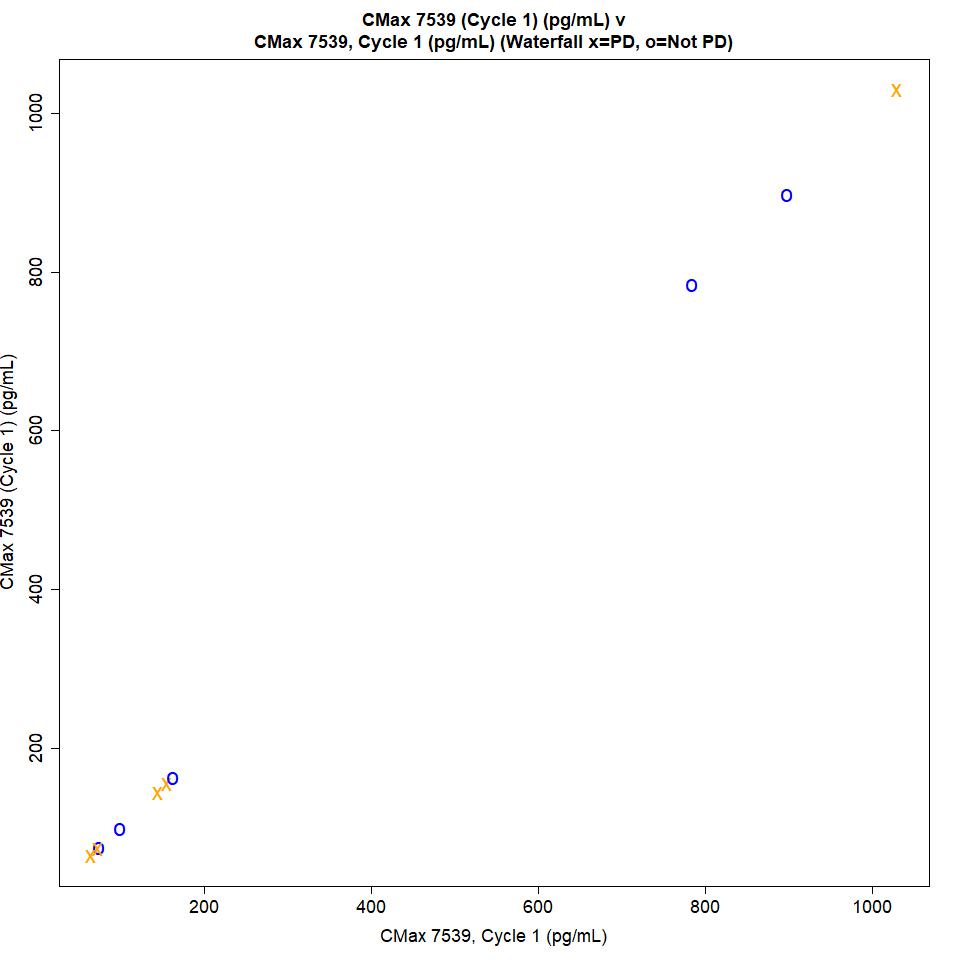 CMax 7539 (Cycle 1) (pg/mL) v
CMax 7539, Cycle 1 (pg/mL) (Waterfall x=PD, o=Not PD)
CMax 7539 (Cycle 1) (pg/mL)
1000
800
600
400
200
X
O
O
O
X
X
O
O
X
X
200 400 600 800 1000
CMax 7539, Cycle 1 (pg/mL)